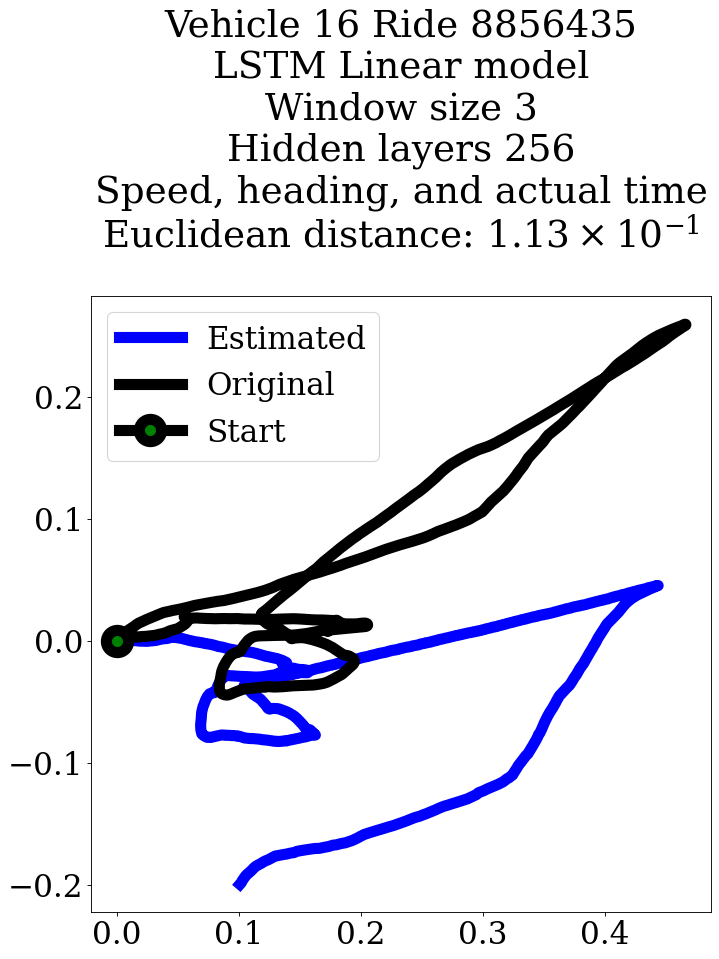 Vehicle 16 Ride 8856435
LSTM Linear model
Window size 3
Hidden layers 256
Speed, heading, and actual time
Euclidean distance: 1.13 × 10⁻¹
Estimated
Original
Start
0.2
0.1
0.0
−0.1
−0.2
0.0 0.1 0.2 0.3 0.4